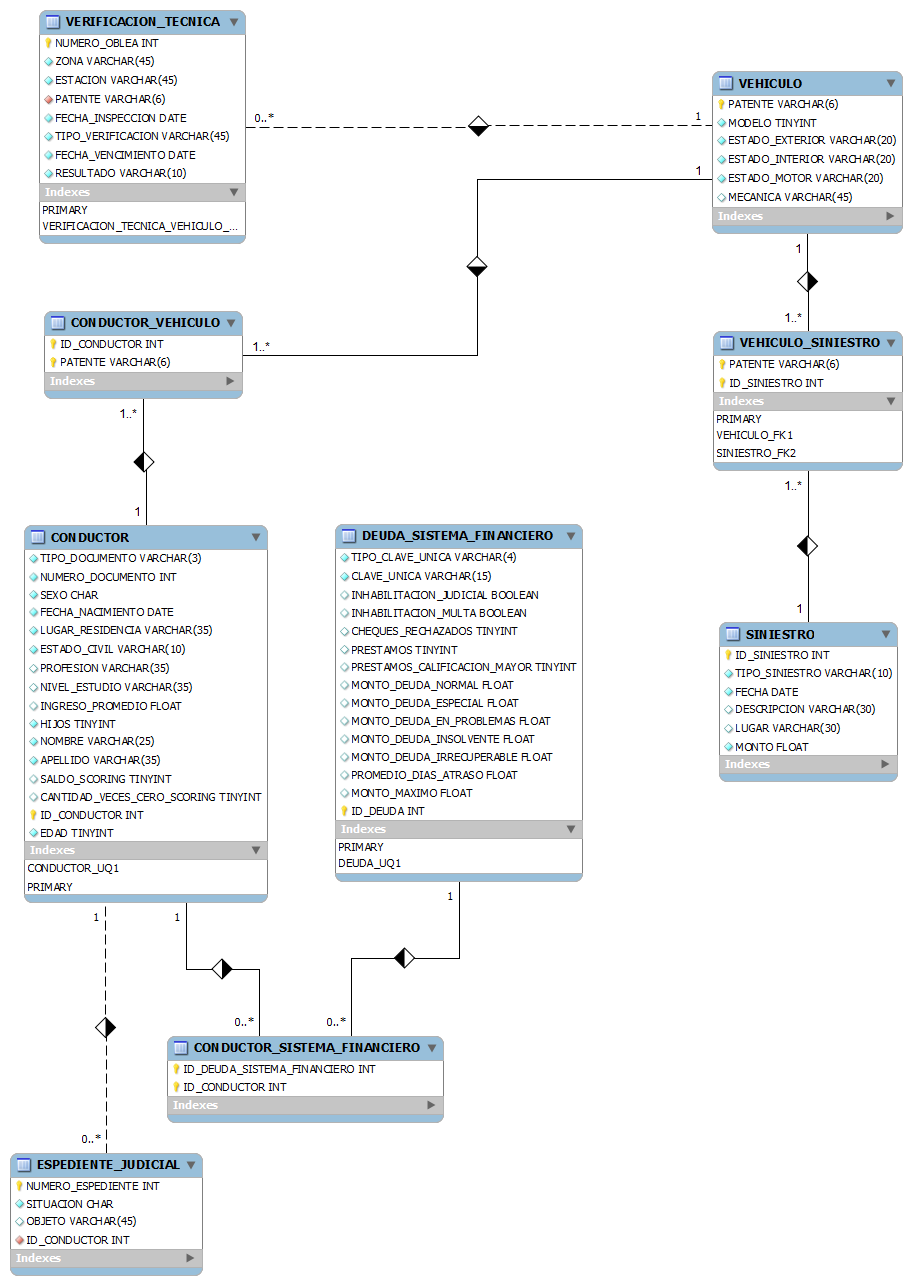 VERIFICACION_TECNICA
NUMERO_OBLEA INT
ZONA VARCHAR(45)
ESTACION VARCHAR(45)
PATENTE VARCHAR(6)
FECHA_INSPECCION DATE
TIPO_VERIFICACION VARCHAR(45)
FECHA_VENCIMIENTO DATE
RESULTADO VARCHAR(10)
Indexes
PRIMARY
VERIFICACION_TECNICA_VEHICULO_...
0..*
1
VEHICULO
PATENTE VARCHAR(6)
MODELO TINYINT
ESTADO_EXTERIOR VARCHAR(20)
ESTADO_INTERIOR VARCHAR(20)
ESTADO_MOTOR VARCHAR(20)
MECANICA VARCHAR(45)
Indexes
1
1
1..*
CONDUCTOR_VEHICULO
ID_CONDUCTOR INT
PATENTE VARCHAR(6)
Indexes
1..*
1..*
1
VEHICULO_SINIESTRO
PATENTE VARCHAR(6)
ID_SINIESTRO INT
Indexes
PRIMARY
VEHICULO_FK1
SINIESTRO_FK2
1..*
1
CONDUCTOR
TIPO_DOCUMENTO VARCHAR(3)
NUMERO_DOCUMENTO INT
SEXO CHAR
FECHA_NACIMIENTO DATE
LUGAR_RESIDENCIA VARCHAR(35)
ESTADO_CIVIL VARCHAR(10)
PROFESION VARCHAR(35)
NIVEL_ESTUDIO VARCHAR(35)
INGRESO_PROMEDIO FLOAT
HIJOS TINYINT
NOMBRE VARCHAR(25)
APELLIDO VARCHAR(35)
SALDO_SCORING TINYINT
CANTIDAD_VECES_CERO_SCORING TINYINT
ID_CONDUCTOR INT
EDAD TINYINT
Indexes
CONDUCTOR_UQ1
PRIMARY
DEUDA_SISTEMA_FINANCIERO
TIPO_CLAVE_UNICA VARCHAR(4)
CLAVE_UNICA VARCHAR(15)
INHABILITACION_JUDICIAL BOOLEAN
INHABILITACION_MULTA BOOLEAN
CHEQUES_RECHAZADOS TINYINT
PRESTAMOS TINYINT
PRESTAMOS_CALIFICACION_MAYOR TINYINT
MONTO_DEUDA_NORMAL FLOAT
MONTO_DEUDA_ESPECIAL FLOAT
MONTO_DEUDA_EN_PROBLEMAS FLOAT
MONTO_DEUDA_INSOLVENTE FLOAT
MONTO_DEUDA_IRRECUPERABLE FLOAT
PROMEDIO_DIAS_ATRASO FLOAT
MONTO_MAXIMO FLOAT
ID_DEUDA INT
Indexes
PRIMARY
DEUDA_UQ1
SINIESTRO
ID_SINIESTRO INT
TIPO_SINIESTRO VARCHAR(10)
FECHA DATE
DESCRIPCION VARCHAR(30)
LUGAR VARCHAR(30)
MONTO FLOAT
Indexes
1
1
1
0..*
0..*
CONDUCTOR_SISTEMA_FINANCIERO
ID_DEUDA_SISTEMA_FINANCIERO INT
ID_CONDUCTOR INT
Indexes
0..*
ESPEDIENTE_JUDICIAL
NUMERO_ESPEDIENTE INT
SITUACION CHAR
OBJETO VARCHAR(45)
ID_CONDUCTOR INT
Indexes